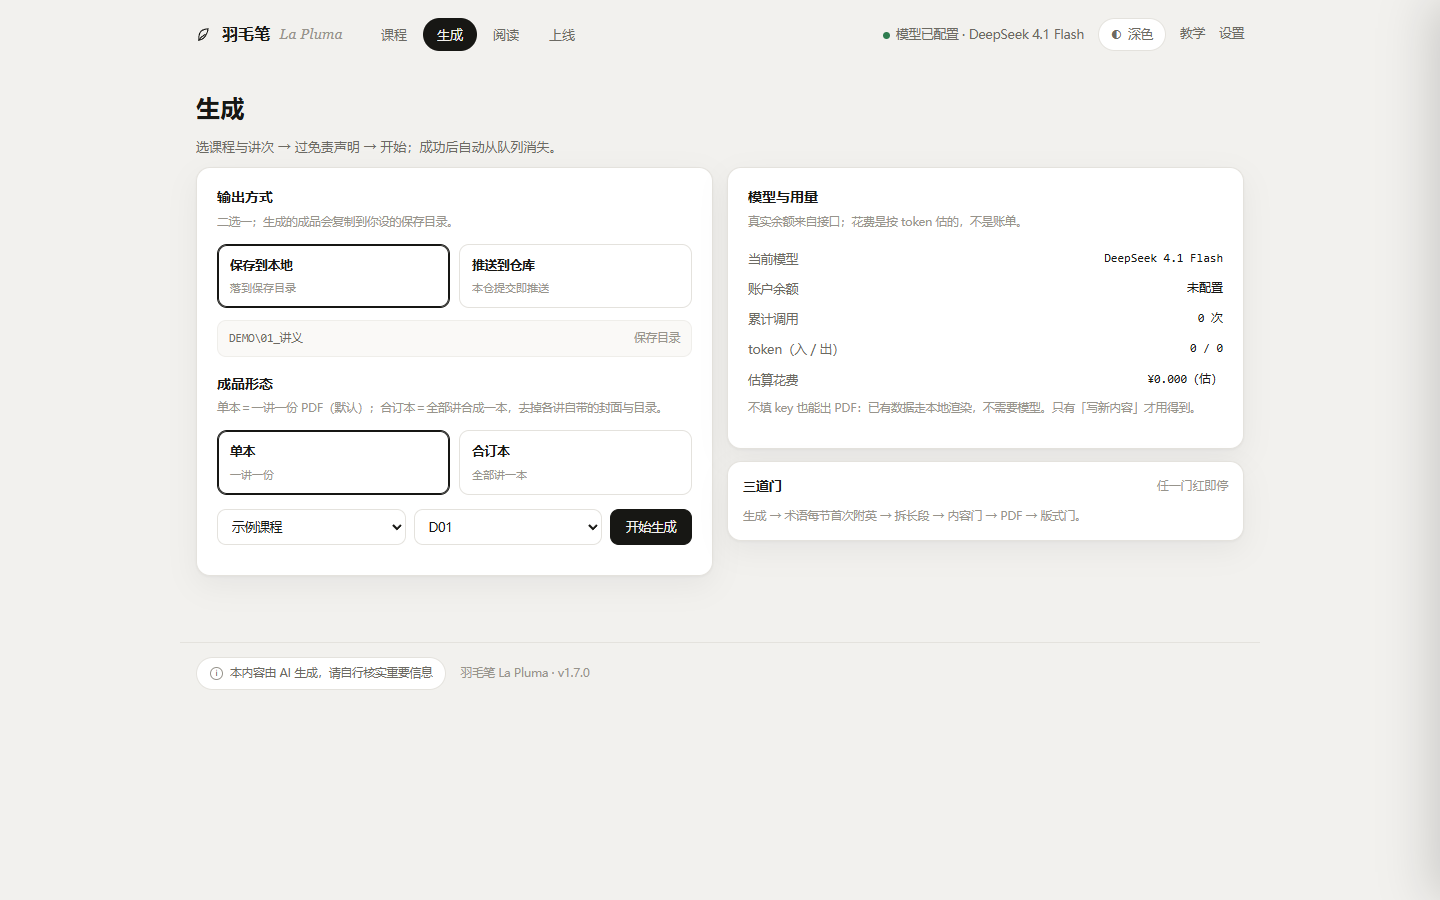 羽毛笔 La Pluma 课程 生成 阅读 上线 模型已配置 · DeepSeek 4.1 Flash 深色 教学 设置
生成
选课程与讲次 → 过免责声明 → 开始；成功后自动从队列消失。
输出方式
二选一；生成的成品会复制到你设的保存目录。
保存到本地
落到保存目录
推送到仓库
本仓提交即推送
DEMO\01_讲义 保存目录
成品形态
单本＝一讲一份 PDF（默认）；合订本＝全部讲合成一本，去掉各讲自带的封面与目录。
单本
一讲一份
合订本
全部讲一本
示例课程 D01 开始生成
模型与用量
真实余额来自接口；花费是按 token 估的，不是账单。
当前模型 DeepSeek 4.1 Flash
账户余额 未配置
累计调用 0 次
token（入 / 出） 0 / 0
估算花费 ¥0.000（估）
不填 key 也能出 PDF：已有数据走本地渲染，不需要模型。只有「写新内容」才用得到。
三道门 任一门红即停
生成 → 术语每节首次附英 → 拆长段 → 内容门 → PDF → 版式门。
本内容由 AI 生成，请自行核实重要信息 羽毛笔 La Pluma · v1.7.0